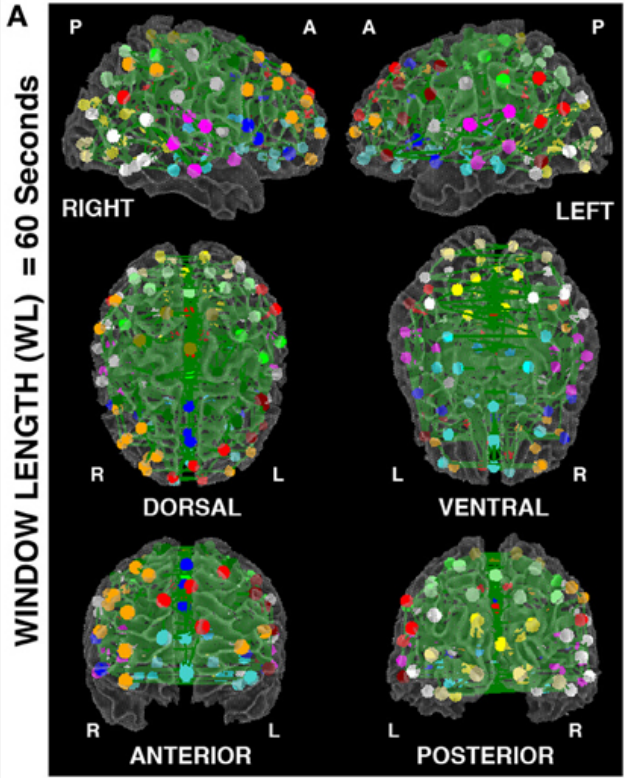 A
WINDOW LENGTH (WL) = 60 Seconds
P A A P
RIGHT LEFT
R L L R
DORSAL VENTRAL
R L L R
ANTERIOR POSTERIOR